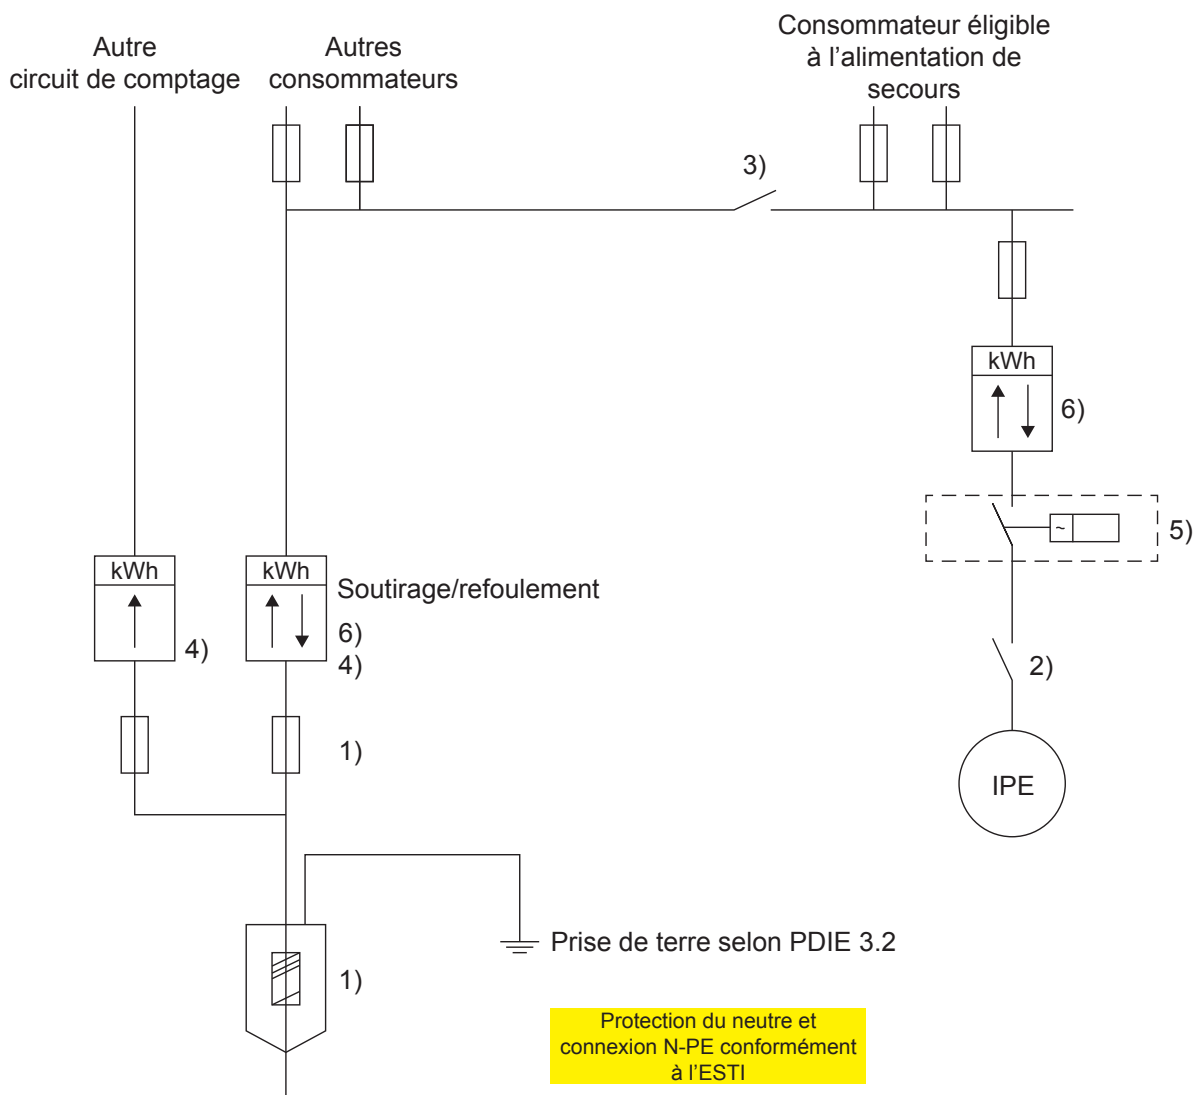 Autre
circuit de comptage
Autres
consommateurs
Consommateur éligible
à l’alimentation de
secours
3)
kWh
6)
5)
2)
IPE
kWh
4)
kWh
Soutirage/refoulement
6)
4)
1)
Prise de terre selon PDIE 3.2
1)
Protection du neutre et
connexion N-PE conformément
à l’ESTI